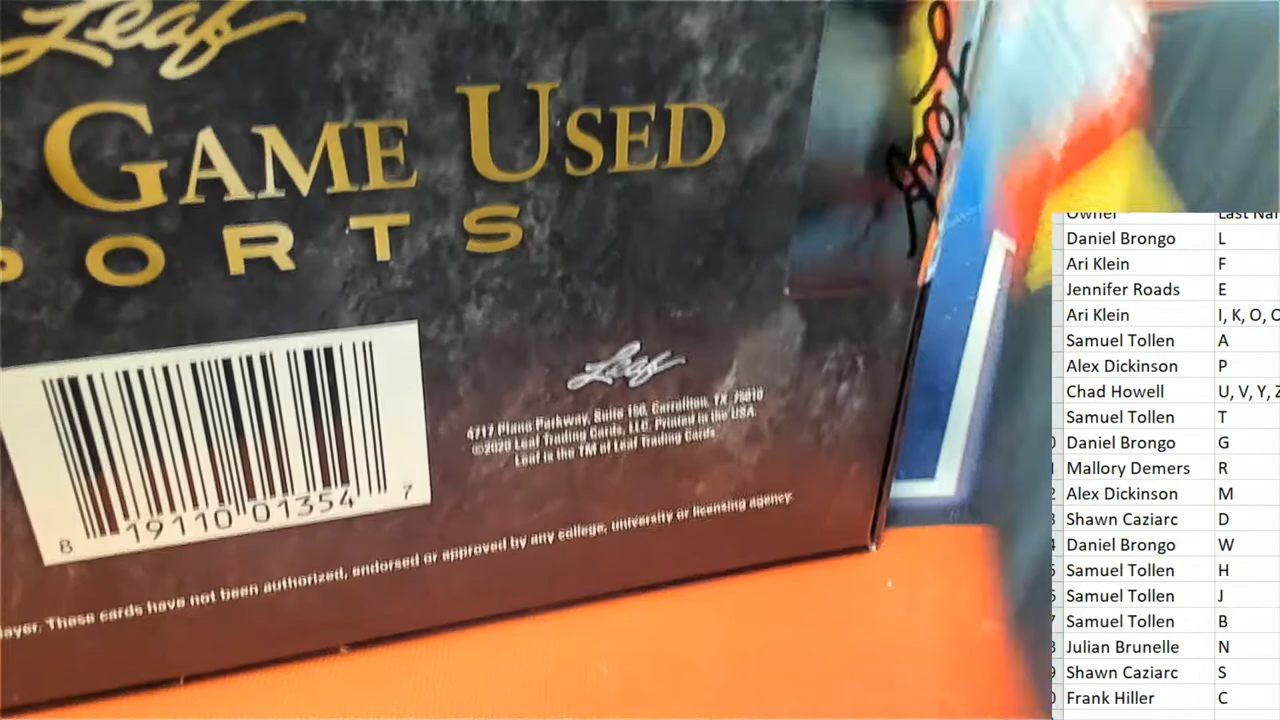 Leaf
GAME USED
ORTS
8 19110 01354 7
Leaf
4717 Plano Parkway, Suite 150, Carrollton, TX 75010
©2020 Leaf Trading Cards, LLC. Printed in the USA.
Leaf is the TM of Leaf Trading Cards.
These cards have not been authorized, endorsed or approved by any college, university or licensing agency.
Owner
Daniel Brongo L
Ari Klein F
Jennifer Roads E
Ari Klein I, K, O,
Samuel Tollen A
Alex Dickinson P
Chad Howell U, V, Y,
Samuel Tollen T
Daniel Brongo G
Mallory Demers R
Alex Dickinson M
Shawn Caziarc D
Daniel Brongo W
Samuel Tollen H
Samuel Tollen J
Samuel Tollen B
Julian Brunelle N
Shawn Caziarc S
Frank Hiller C